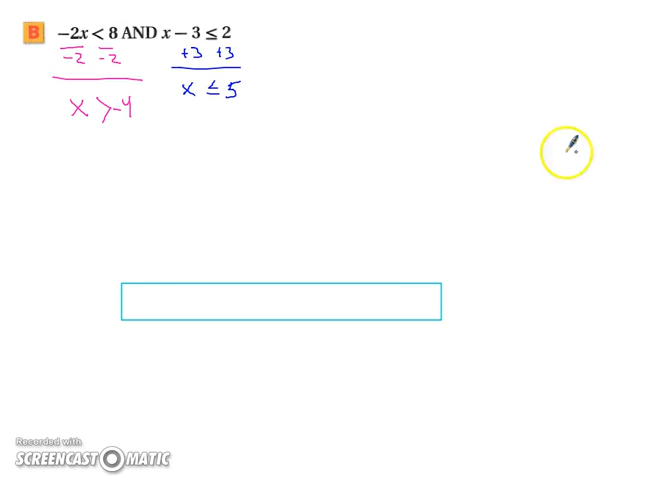 B −2x < 8 AND x − 3 ≤ 2
-2 -2 +3 +3
x > -4 x ≤ 5
Recorded with
SCREENCAST-O-MATIC